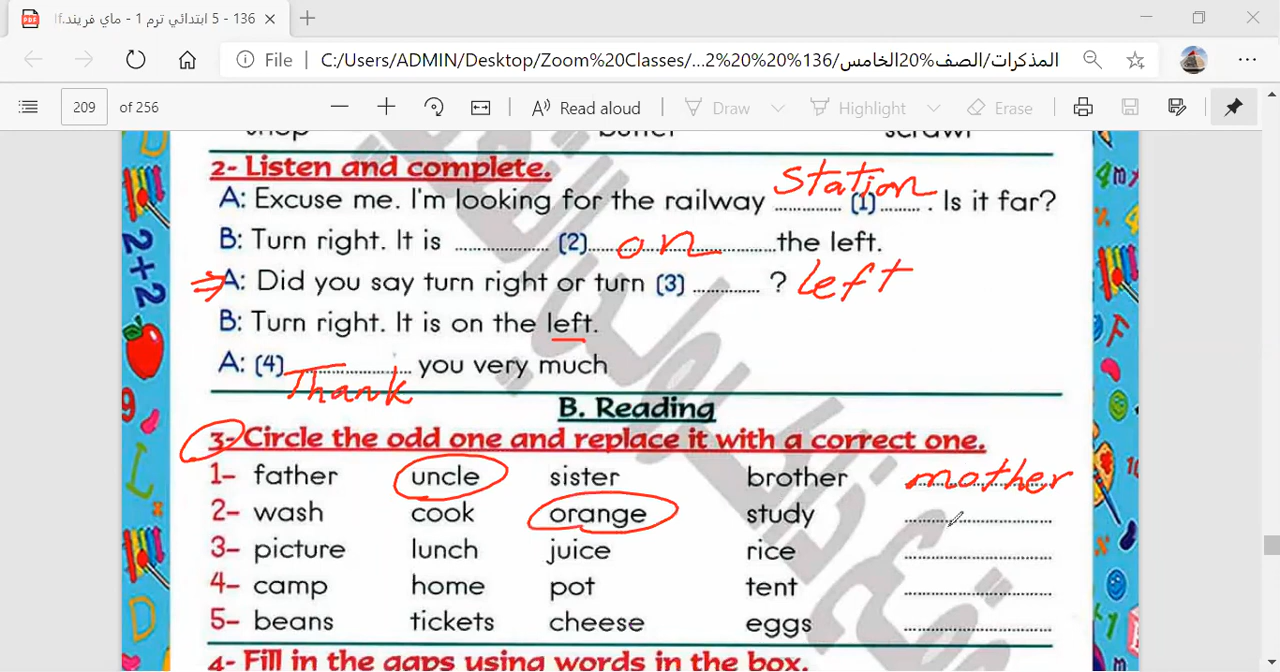 136 - 5 ابتدائي ترم 1 - ماي فريند.lf
File C:/Users/ADMIN/Desktop/Zoom%20Classes/المذكرات/الصف%20الخامس/136%20%20%2...
209 of 256 Read aloud Draw Highlight Erase
shop butter scrawl
2- Listen and complete.
A: Excuse me. I'm looking for the railway .............. (1)........ . Is it far? Station
B: Turn right. It is .................. (2)........ on ............the left.
A: Did you say turn right or turn (3) ............. ? Left
B: Turn right. It is on the left.
A: (4)........................ you very much
Thank
B. Reading
3- Circle the odd one and replace it with a correct one.
1- father uncle sister brother mother
2- wash cook orange study ..............................
3- picture lunch juice rice ..............................
4- camp home pot tent ..............................
5- beans tickets cheese eggs ..............................
4- Fill in the gaps using words in the box.